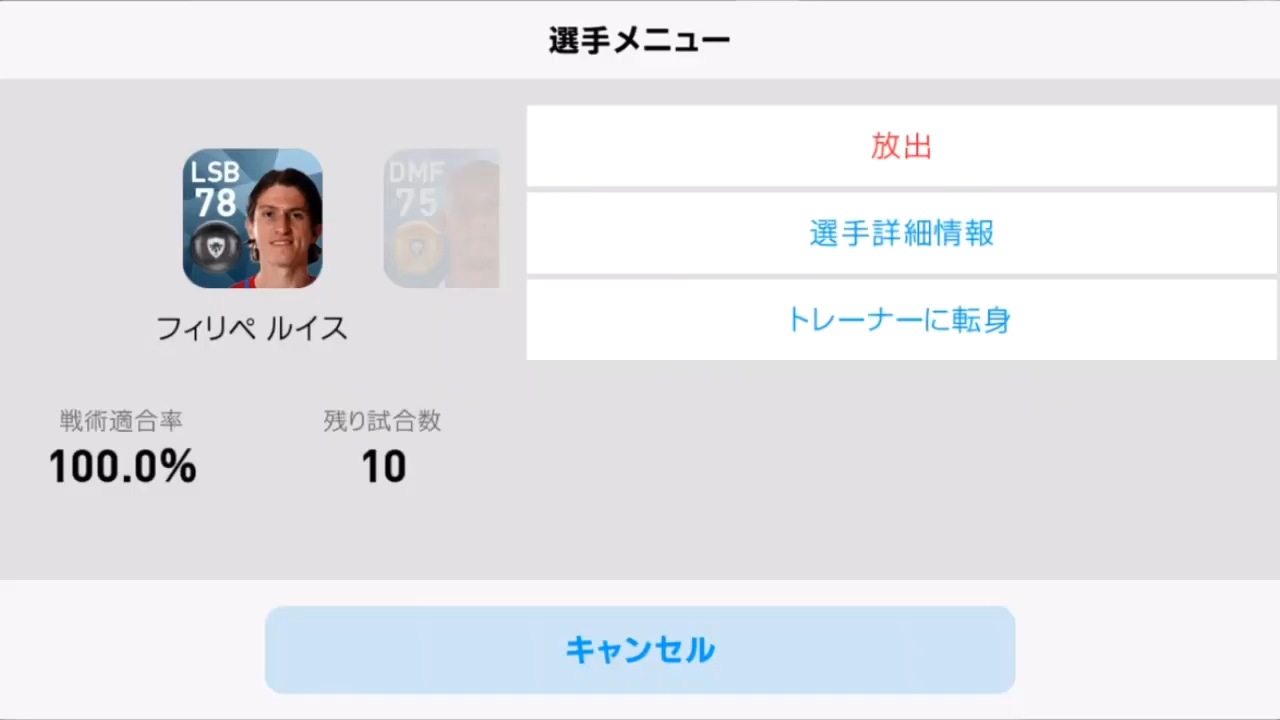 選手メニュー
LSB
78
DMF
75
フィリペ ルイス
戦術適合率
100.0%
残り試合数
10
放出
選手詳細情報
トレーナーに転身
キャンセル